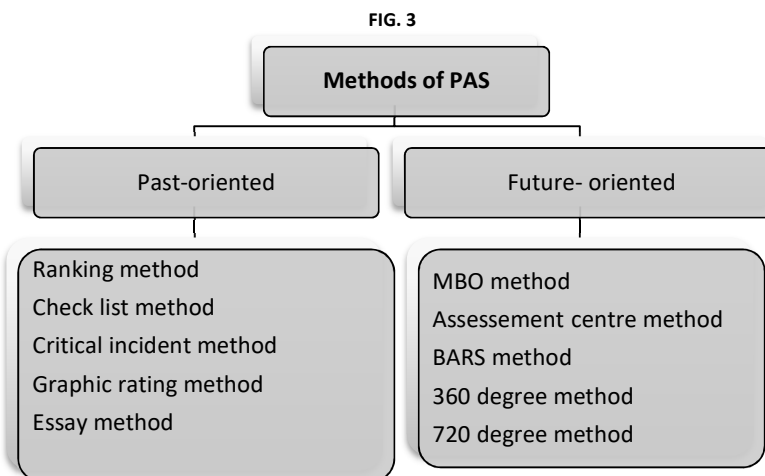 FIG. 3
Methods of PAS
Past-oriented
Future- oriented
Ranking method
Check list method
Critical incident method
Graphic rating method
Essay method
MBO method
Assessement centre method
BARS method
360 degree method
720 degree method